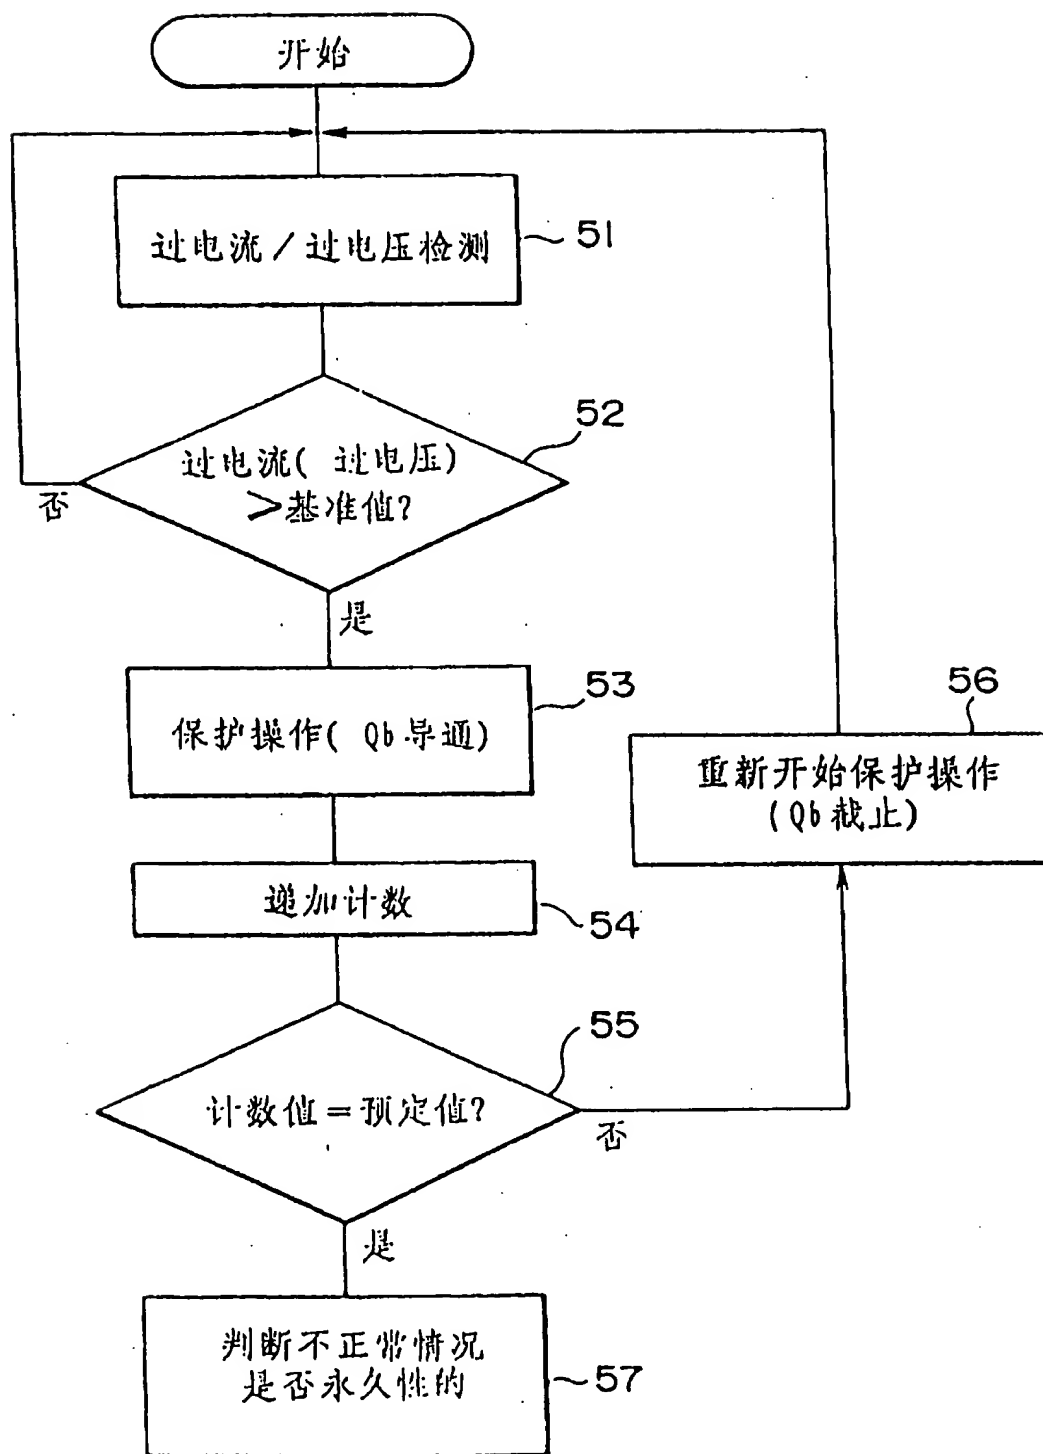 开始
过电流/过电压检测
51
52
过电流(过电压)
>基准值?
否
是
53
保护操作(Qb导通)
56
重新开始保护操作
(Qb截止)
递加计数
54
55
计数值=预定值?
否
是
判断不正常情况
是否永久性的
57